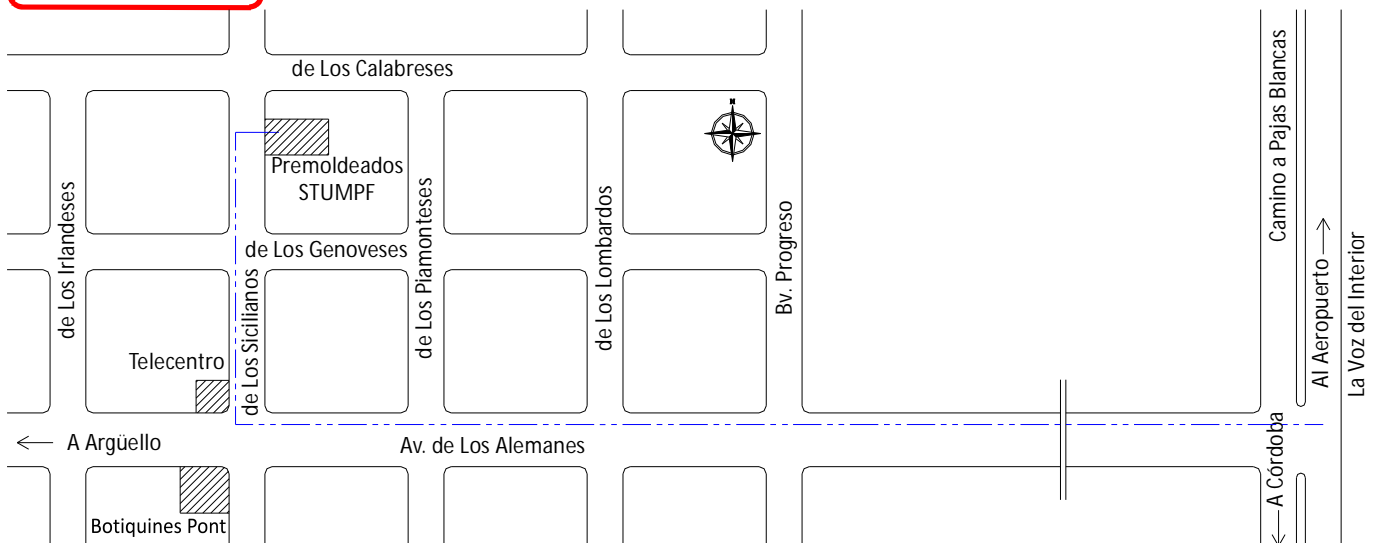 de Los Calabreses
N
Premoldeados
STUMPF
de Los Genoveses
de Los Irlandeses
de Los Sicilianos
de Los Piamonteses
de Los Lombardos
Bv. Progreso
Camino a Pajas Blancas
Al Aeropuerto
La Voz del Interior
Telecentro
A Argüello
Av. de Los Alemanes
A Córdoba
Botiquines Pont